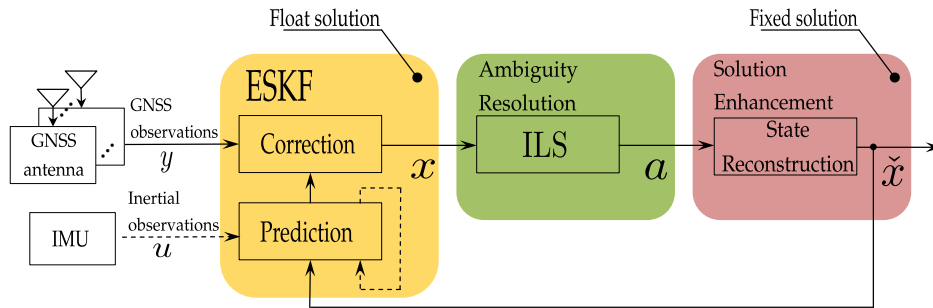 Float solution
Fixed solution
ESKF
Ambiguity
Resolution
Solution
Enhancement
GNSS
observations
y
GNSS
antenna
Correction
x
ILS
a
State
Reconstruction
x̌
Inertial
observations
u
IMU
Prediction